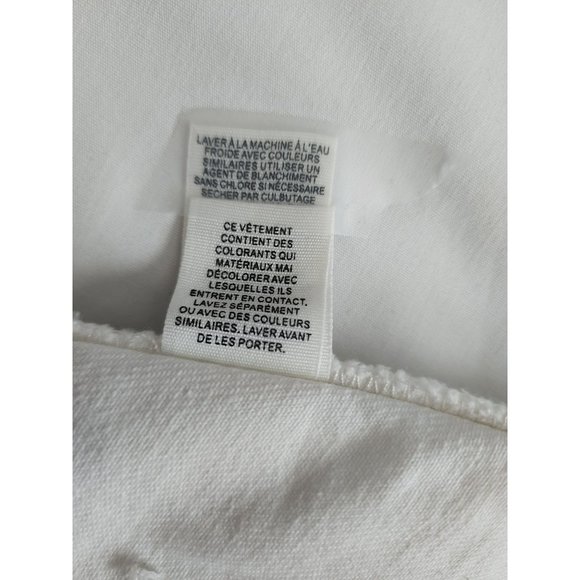 LAVER À LA MACHINE À L'EAU
FROIDE AVEC COULEURS
SIMILAIRES UTILISER UN
AGENT DE BLANCHIMENT
SANS CHLORE SI NÉCESSAIRE
SECHER PAR CULBUTAGE
CE VÊTEMENT
CONTIENT DES
COLORANTS QUI
MATÉRIAUX MAI
DÉCOLORER AVEC
LESQUELLES ILS
ENTRENT EN CONTACT.
LAVEZ SÉPARÉMENT
OU AVEC DES COULEURS
SIMILAIRES. LAVER AVANT
DE LES PORTER.